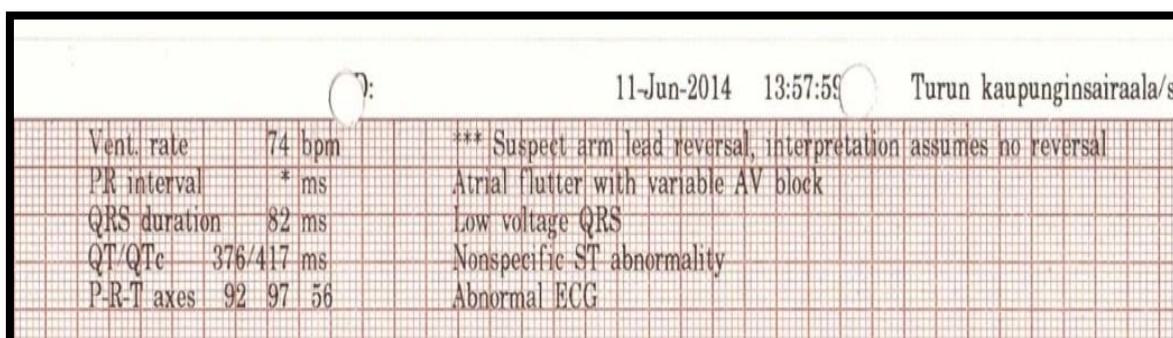 D: 11-Jun-2014 13:57:59 Turun kaupunginsairaala/s
Vent. rate 74 bpm *** Suspect arm lead reversal, interpretation assumes no reversal
PR interval * ms Atrial flutter with variable AV block
QRS duration 82 ms Low voltage QRS
QT/QTc 376/417 ms Nonspecific ST abnormality
P-R-T axes 92 97 56 Abnormal ECG